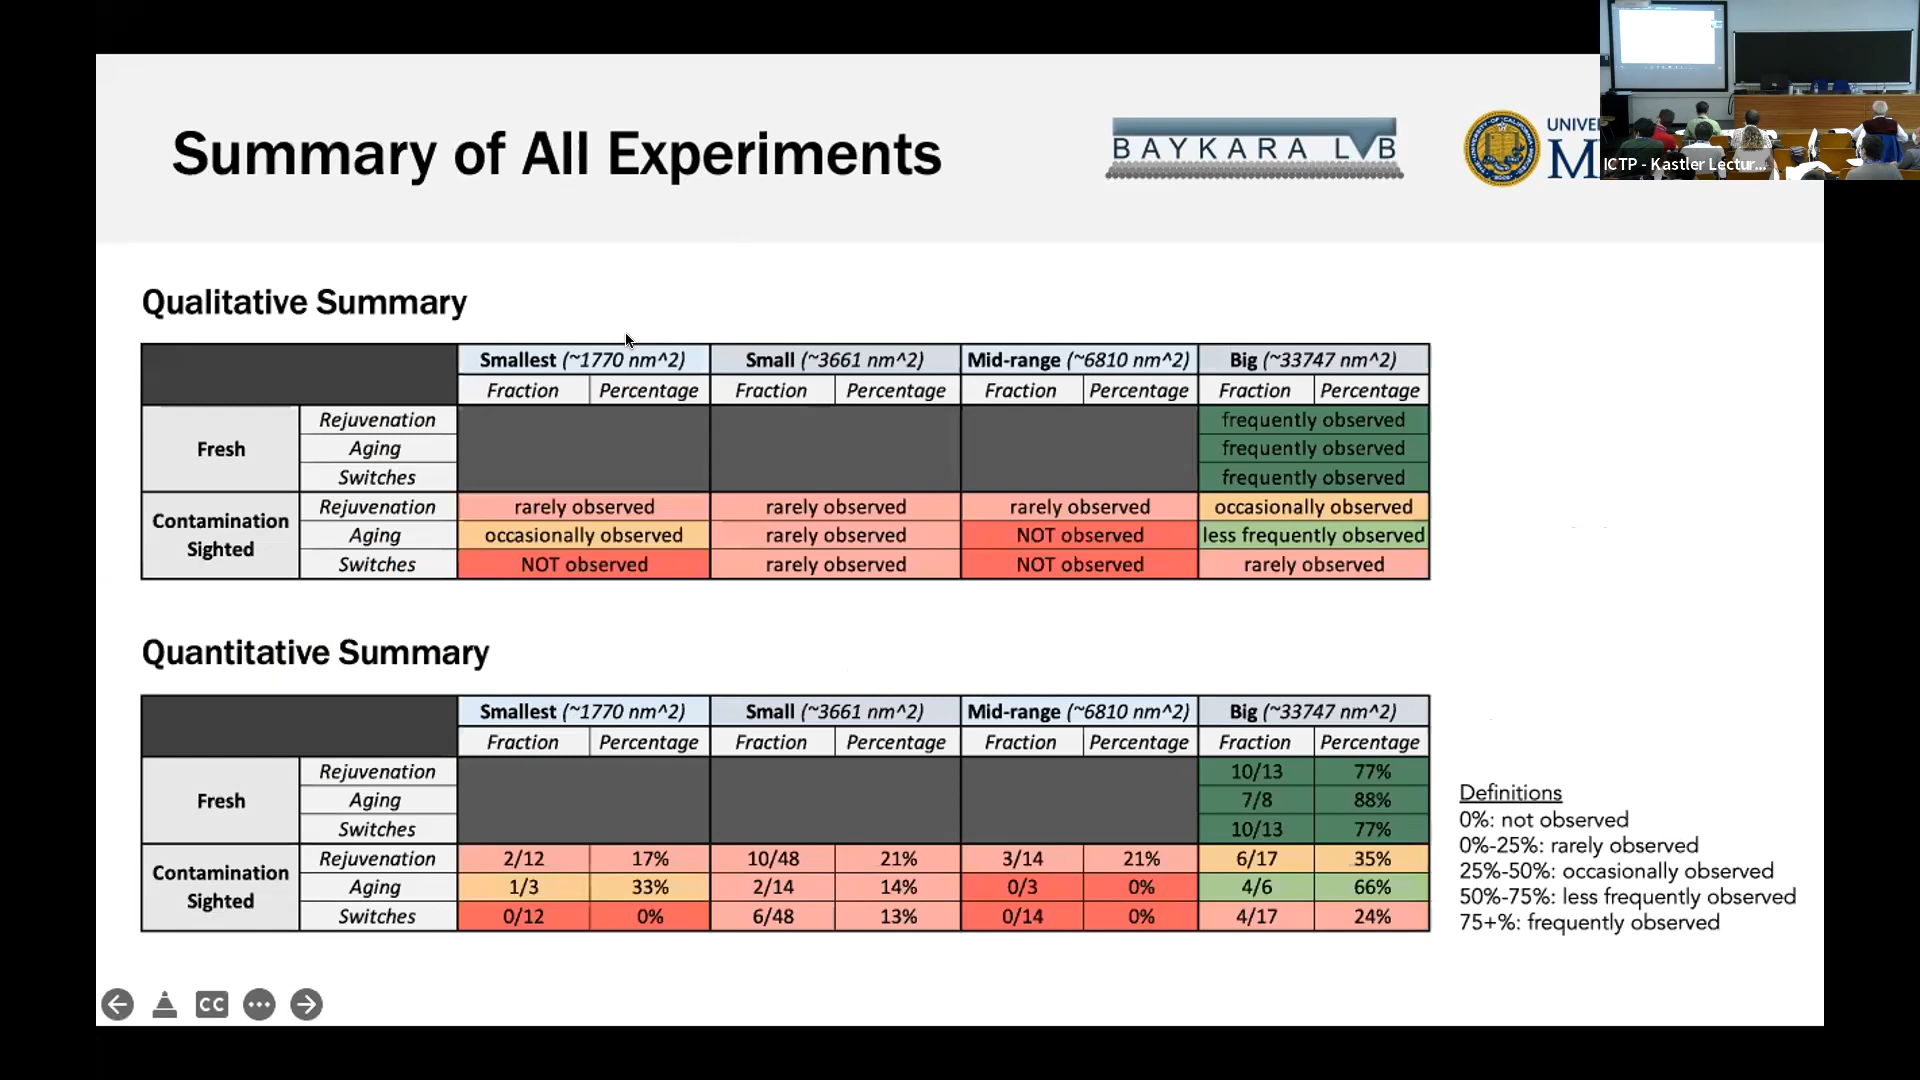 Summary of All Experiments
BAYKARA LAB
UNIVE
M
ICTP - Kastler Lectur...
Qualitative Summary
Smallest (~1770 nm^2) Small (~3661 nm^2) Mid-range (~6810 nm^2) Big (~33747 nm^2)
Fraction Percentage Fraction Percentage Fraction Percentage Fraction Percentage
Fresh
Rejuvenation frequently observed
Aging frequently observed
Switches frequently observed
Contamination Sighted
Rejuvenation rarely observed rarely observed rarely observed occasionally observed
Aging occasionally observed rarely observed NOT observed less frequently observed
Switches NOT observed rarely observed NOT observed rarely observed
Quantitative Summary
Smallest (~1770 nm^2) Small (~3661 nm^2) Mid-range (~6810 nm^2) Big (~33747 nm^2)
Fraction Percentage Fraction Percentage Fraction Percentage Fraction Percentage
Fresh
Rejuvenation 10/13 77%
Aging 7/8 88%
Switches 10/13 77%
Contamination Sighted
Rejuvenation 2/12 17% 10/48 21% 3/14 21% 6/17 35%
Aging 1/3 33% 2/14 14% 0/3 0% 4/6 66%
Switches 0/12 0% 6/48 13% 0/14 0% 4/17 24%
Definitions
0%: not observed
0%-25%: rarely observed
25%-50%: occasionally observed
50%-75%: less frequently observed
75+%: frequently observed
CC